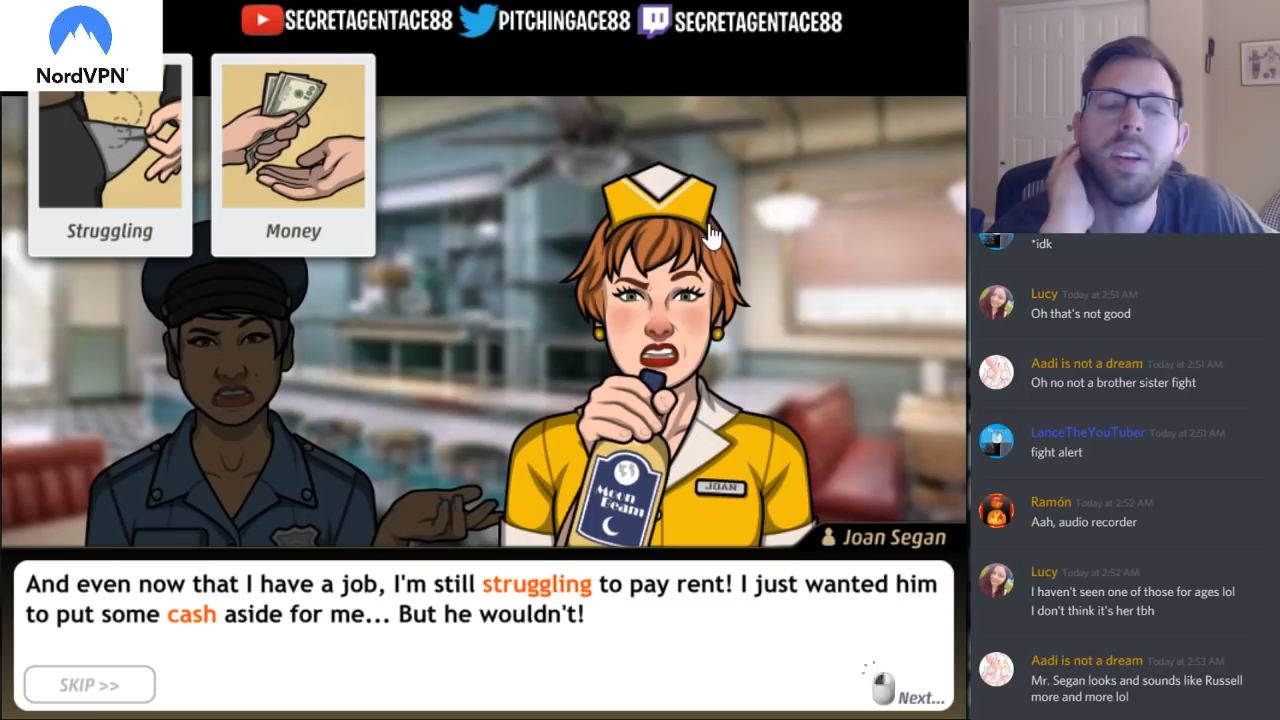 SECRETAGENTACE88 PITCHINGACE88 SECRETAGENTACE88
NordVPN
Struggling
Money
100
JOAN
Moon
Beam
Joan Segan
And even now that I have a job, I'm still struggling to pay rent! I just wanted him
to put some cash aside for me... But he wouldn't!
SKIP >>
Next...
*idk
Lucy Today at 2:51 AM
Oh that's not good
Aadi is not a dream Today at 2:51 AM
Oh no not a brother sister fight
LanceTheYouTuber Today at 2:51 AM
fight alert
Ramón Today at 2:52 AM
Aah, audio recorder
Lucy Today at 2:52 AM
I haven't seen one of those for ages lol
I don't think it's her tbh
Aadi is not a dream Today at 2:53 AM
Mr. Segan looks and sounds like Russell
more and more lol